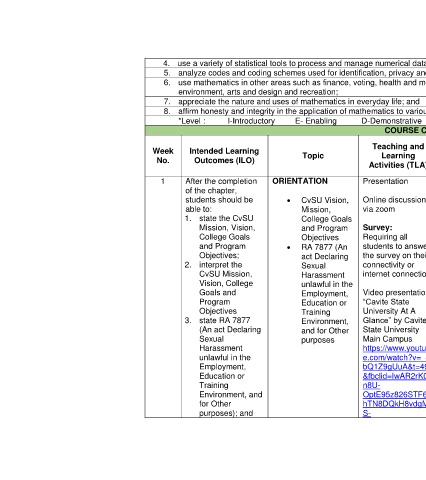 4. use a variety of statistical tools to process and manage numerical data
5. analyze codes and coding schemes used for identification, privacy an
6. use mathematics in other areas such as finance, voting, health and m
environment, arts and design and recreation;
7. appreciate the nature and uses of mathematics in everyday life; and
8. affirm honesty and integrity in the application of mathematics to variou
*Level : I-Introductory E- Enabling D-Demonstrative
COURSE C
Week
No.
Intended Learning
Outcomes (ILO)
Topic
Teaching and
Learning
Activities (TLA)
1
After the completion
of the chapter,
students should be
able to:
1. state the CvSU
Mission, Vision,
College Goals
and Program
Objectives;
2. interpret the
CvSU Mission,
Vision, College
Goals and
Program
Objectives
3. state RA 7877
(An act Declaring
Sexual
Harassment
unlawful in the
Employment,
Education or
Training
Environment, and
for Other
purposes); and
ORIENTATION
• CvSU Vision,
Mission,
College Goals
and Program
Objectives
• RA 7877 (An
act Declaring
Sexual
Harassment
unlawful in the
Employment,
Education or
Training
Environment,
and for Other
purposes
Presentation
Online discussion
via zoom
Survey:
Requiring all
students to answe
the survey on thei
connectivity or
internet connectio
Video presentatio
"Cavite State
University At A
Glance" by Cavite
State University
Main Campus
https://www.youtu
e.com/watch?v=
bQ1Z9gUuA&t=49
&fbclid=IwAR2rK0
n8U-
OptE95z826STF6
hTN8DQkH8vdgM
S-